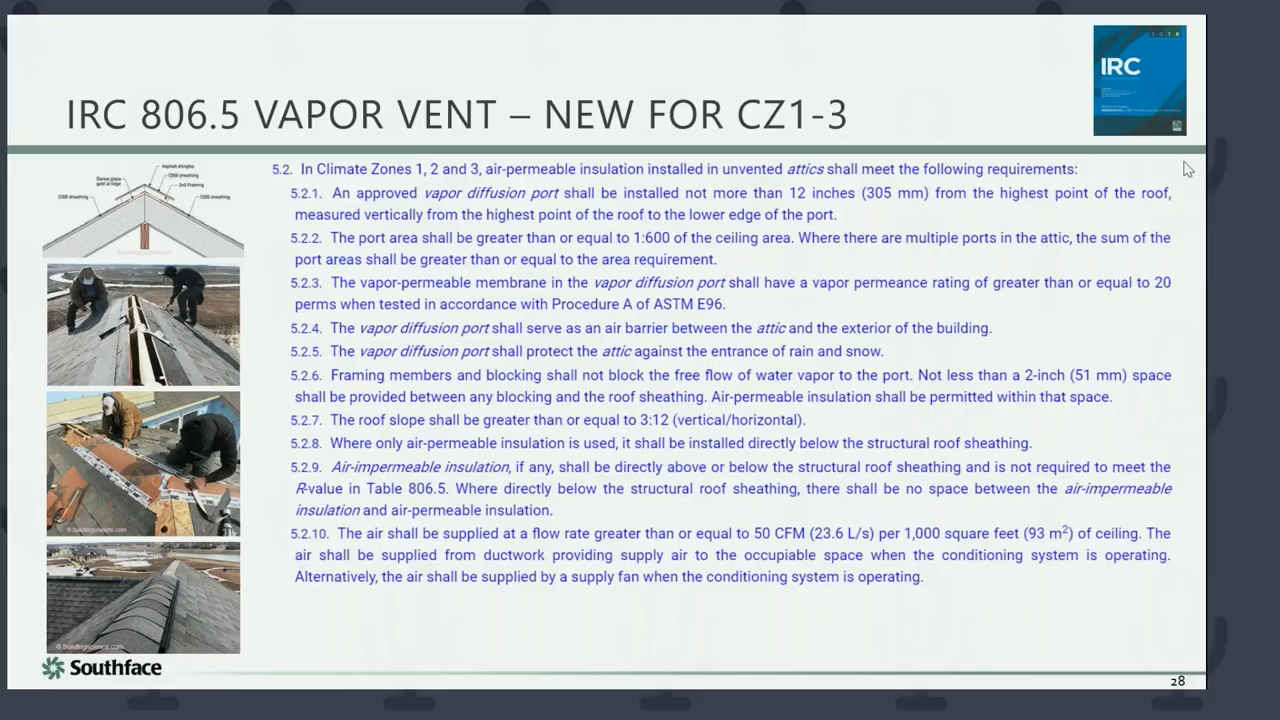 2018
IRC
IRC 806.5 VAPOR VENT – NEW FOR CZ1-3
Asphalt shingles
OSB sheathing
Dense glass
gold at ridge
2x3 Framing
OSB sheathing
OSB sheathing
5.2. In Climate Zones 1, 2 and 3, air-permeable insulation installed in unvented attics shall meet the following requirements:
5.2.1. An approved vapor diffusion port shall be installed not more than 12 inches (305 mm) from the highest point of the roof,
measured vertically from the highest point of the roof to the lower edge of the port.
5.2.2. The port area shall be greater than or equal to 1:600 of the ceiling area. Where there are multiple ports in the attic, the sum of the
port areas shall be greater than or equal to the area requirement.
5.2.3. The vapor-permeable membrane in the vapor diffusion port shall have a vapor permeance rating of greater than or equal to 20
perms when tested in accordance with Procedure A of ASTM E96.
5.2.4. The vapor diffusion port shall serve as an air barrier between the attic and the exterior of the building.
5.2.5. The vapor diffusion port shall protect the attic against the entrance of rain and snow.
5.2.6. Framing members and blocking shall not block the free flow of water vapor to the port. Not less than a 2-inch (51 mm) space
shall be provided between any blocking and the roof sheathing. Air-permeable insulation shall be permitted within that space.
5.2.7. The roof slope shall be greater than or equal to 3:12 (vertical/horizontal).
5.2.8. Where only air-permeable insulation is used, it shall be installed directly below the structural roof sheathing.
5.2.9. Air-impermeable insulation, if any, shall be directly above or below the structural roof sheathing and is not required to meet the
R-value in Table 806.5. Where directly below the structural roof sheathing, there shall be no space between the air-impermeable
insulation and air-permeable insulation.
5.2.10. The air shall be supplied at a flow rate greater than or equal to 50 CFM (23.6 L/s) per 1,000 square feet (93 m²) of ceiling. The
air shall be supplied from ductwork providing supply air to the occupiable space when the conditioning system is operating.
Alternatively, the air shall be supplied by a supply fan when the conditioning system is operating.
© buildingscience.com
© buildingscience.com
Southface
28